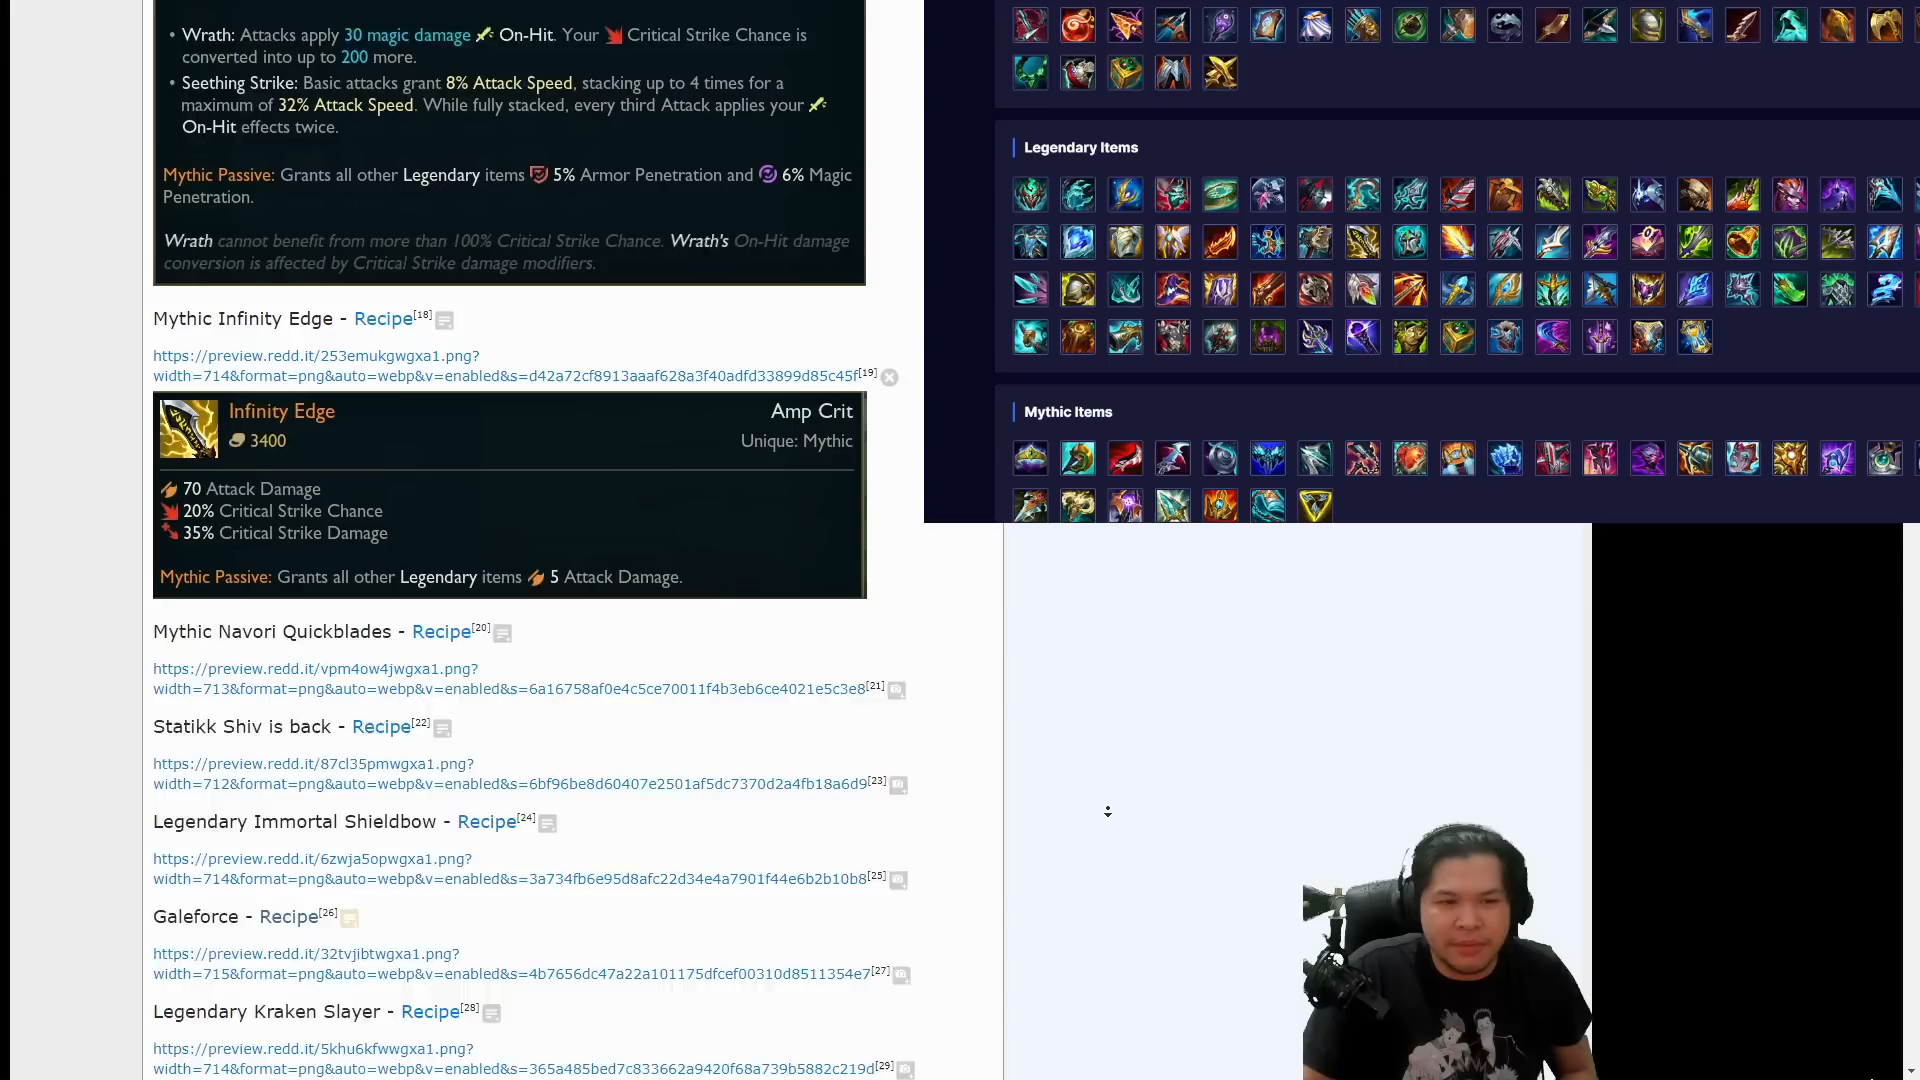 • Wrath: Attacks apply 30 magic damage On-Hit. Your Critical Strike Chance is
converted into up to 200 more.
• Seething Strike: Basic attacks grant 8% Attack Speed, stacking up to 4 times for a
maximum of 32% Attack Speed. While fully stacked, every third Attack applies your
On-Hit effects twice.
Mythic Passive: Grants all other Legendary items 5% Armor Penetration and 6% Magic
Penetration.
Wrath cannot benefit from more than 100% Critical Strike Chance. Wrath's On-Hit damage
conversion is affected by Critical Strike damage modifiers.
Mythic Infinity Edge - Recipe[18]
https://preview.redd.it/253emukgwgxa1.png?
width=714&format=png&auto=webp&v=enabled&s=d42a72cf8913aaaf628a3f40adfd33899d85c45f[19]
Infinity Edge
Amp Crit
3400
Unique: Mythic
70 Attack Damage
20% Critical Strike Chance
35% Critical Strike Damage
Mythic Passive: Grants all other Legendary items 5 Attack Damage.
Mythic Navori Quickblades - Recipe[20]
https://preview.redd.it/vpm4ow4jwgxa1.png?
width=713&format=png&auto=webp&v=enabled&s=6a16758af0e4c5ce70011f4b3eb6ce4021e5c3e8[21]
Statikk Shiv is back - Recipe[22]
https://preview.redd.it/87cl35pmwgxa1.png?
width=712&format=png&auto=webp&v=enabled&s=6bf96be8d60407e2501af5dc7370d2a4fb18a6d9[23]
Legendary Immortal Shieldbow - Recipe[24]
https://preview.redd.it/6zwja5opwgxa1.png?
width=714&format=png&auto=webp&v=enabled&s=3a734fb6e95d8afc22d34e4a7901f44e6b2b10b8[25]
Galeforce - Recipe[26]
https://preview.redd.it/32tvjibtwgxa1.png?
width=715&format=png&auto=webp&v=enabled&s=4b7656dc47a22a101175dfcef00310d8511354e7[27]
Legendary Kraken Slayer - Recipe[28]
https://preview.redd.it/5khu6kfwwgxa1.png?
width=714&format=png&auto=webp&v=enabled&s=365a485bed7c833662a9420f68a739b5882c219d[29]
Legendary Items
Mythic Items